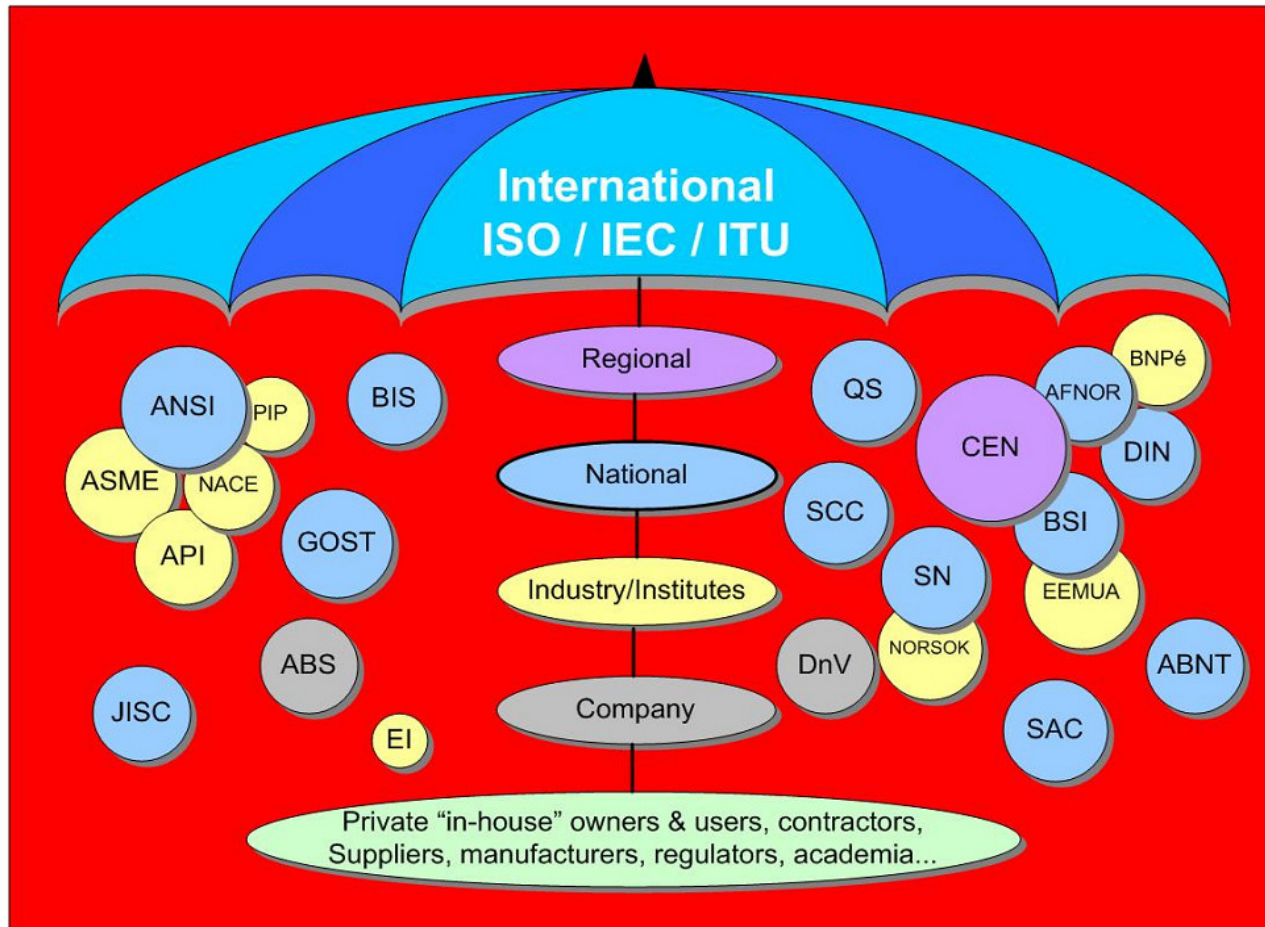 International
ISO / IEC / ITU
Regional
National
Industry/Institutes
Company
Private “in-house” owners & users, contractors,
Suppliers, manufacturers, regulators, academia...
ANSI
PIP
BIS
ASME
NACE
API
GOST
ABS
JISC
EI
QS
CEN
AFNOR
BNPé
DIN
SCC
BSI
SN
EEMUA
DnV
NORSOK
ABNT
SAC